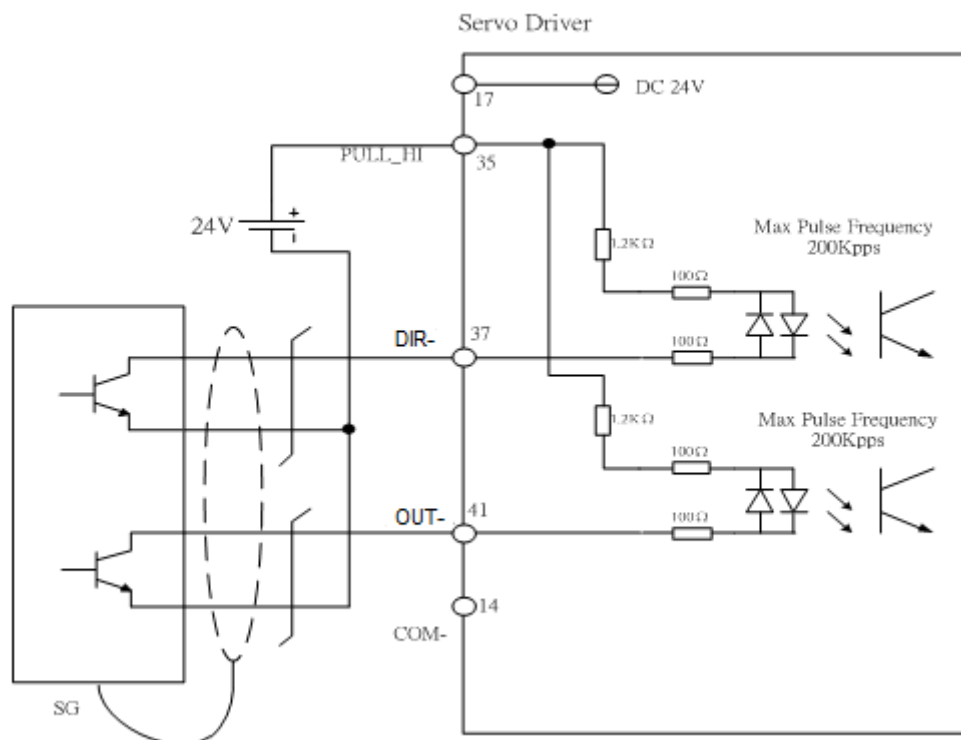 Servo Driver
17
DC 24V
PULL_HI
35
24V
+
-
1.2KΩ
Max Pulse Frequency
200Kpps
100Ω
DIR-
37
100Ω
1.2KΩ
Max Pulse Frequency
200Kpps
100Ω
OUT-
41
100Ω
14
COM-
SG